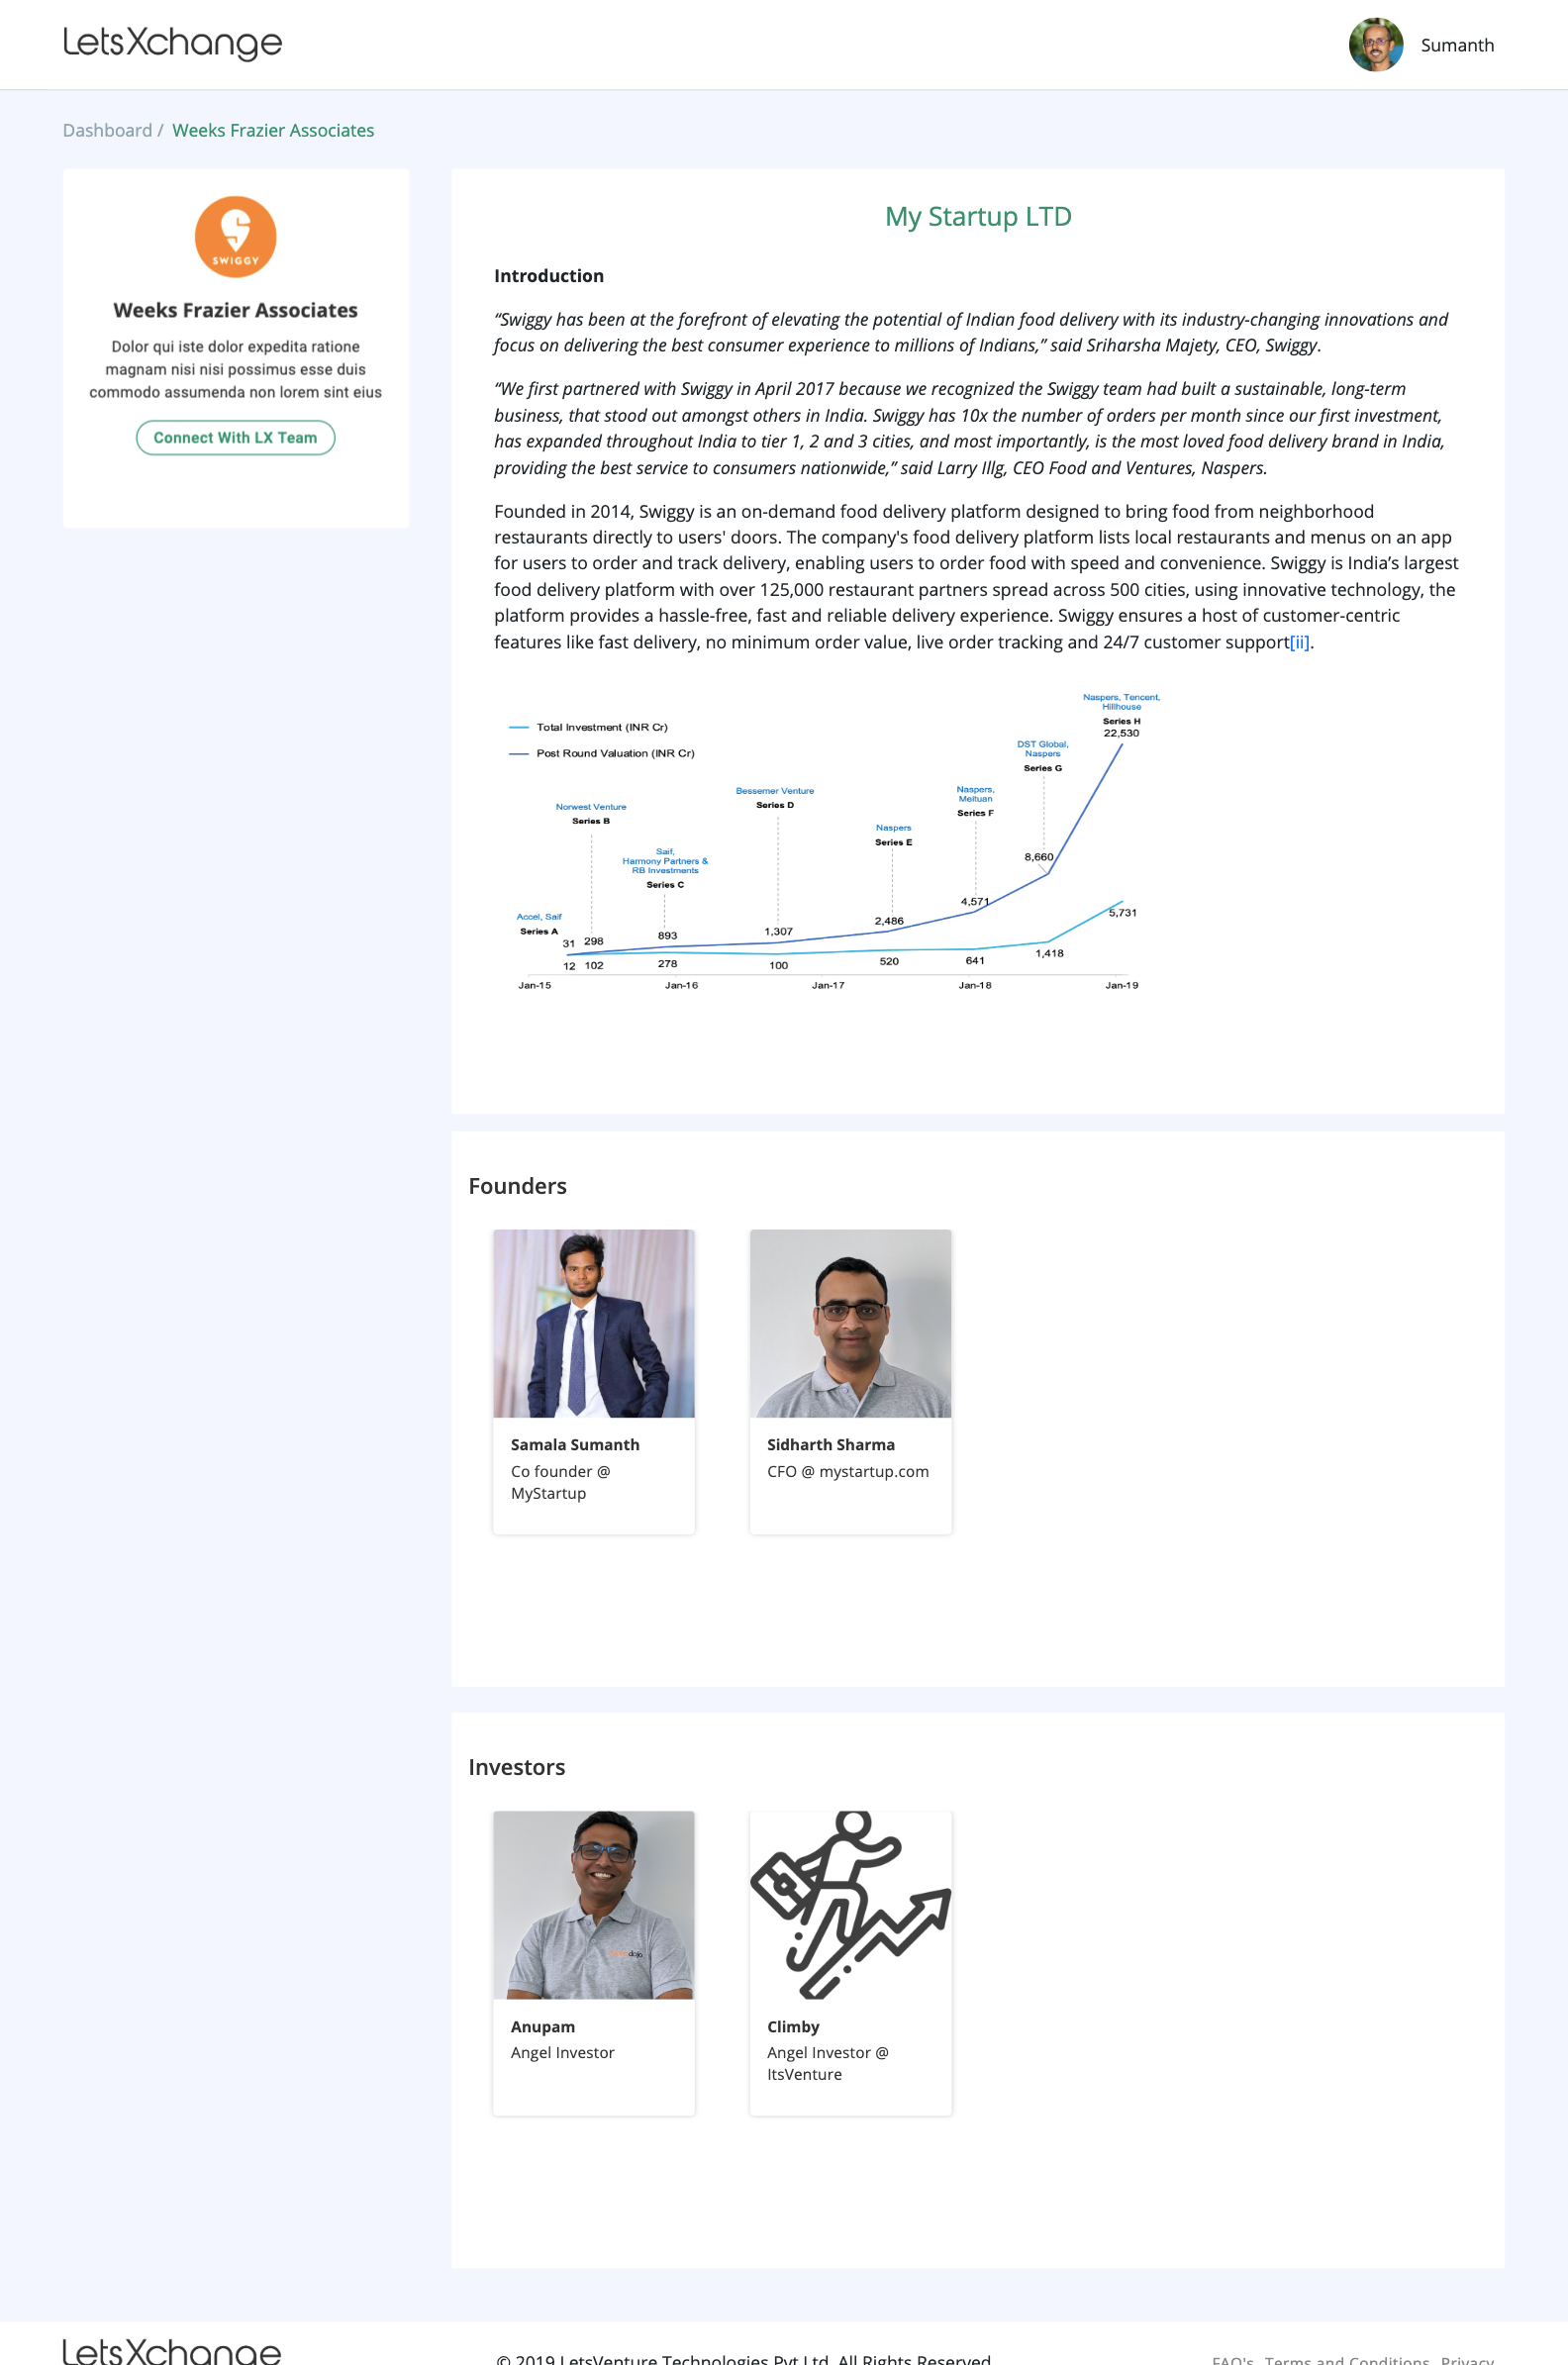 LetsXchange
Sumanth
Dashboard / Weeks Frazier Associates
SWIGGY
Weeks Frazier Associates
Dolor qui iste dolor expedita ratione
magnam nisi nisi possimus esse duis
commodo assumenda non lorem sint eius
Connect With LX Team
My Startup LTD
Introduction
“Swiggy has been at the forefront of elevating the potential of Indian food delivery with its industry-changing innovations and
focus on delivering the best consumer experience to millions of Indians,” said Sriharsha Majety, CEO, Swiggy.
“We first partnered with Swiggy in April 2017 because we recognized the Swiggy team had built a sustainable, long-term
business, that stood out amongst others in India. Swiggy has 10x the number of orders per month since our first investment,
has expanded throughout India to tier 1, 2 and 3 cities, and most importantly, is the most loved food delivery brand in India,
providing the best service to consumers nationwide,” said Larry Illg, CEO Food and Ventures, Naspers.
Founded in 2014, Swiggy is an on-demand food delivery platform designed to bring food from neighborhood
restaurants directly to users' doors. The company's food delivery platform lists local restaurants and menus on an app
for users to order and track delivery, enabling users to order food with speed and convenience. Swiggy is India’s largest
food delivery platform with over 125,000 restaurant partners spread across 500 cities, using innovative technology, the
platform provides a hassle-free, fast and reliable delivery experience. Swiggy ensures a host of customer-centric
features like fast delivery, no minimum order value, live order tracking and 24/7 customer support[ii].
Total Investment (INR Cr)
Post Round Valuation (INR Cr)
Accel, Saif
Series A
31
12
Norwest Venture
Series B
298
102
Saif,
Harmony Partners &
RB Investments
Series C
893
278
Bessemer Venture
Series D
1,307
100
Naspers
Series E
2,486
520
Naspers,
Meituan
Series F
4,571
641
DST Global,
Naspers
Series G
8,660
1,418
Naspers, Tencent,
Hillhouse
Series H
22,530
5,731
Jan-15 Jan-16 Jan-17 Jan-18 Jan-19
Founders
Samala Sumanth
Co founder @
MyStartup
Sidharth Sharma
CFO @ mystartup.com
Investors
dojo
Anupam
Angel Investor
Climby
Angel Investor @
ItsVenture
LetsXchange
© 2019 LetsVenture Technologies Pvt Ltd. All Rights Reserved
FAQ's Terms and Conditions Privacy